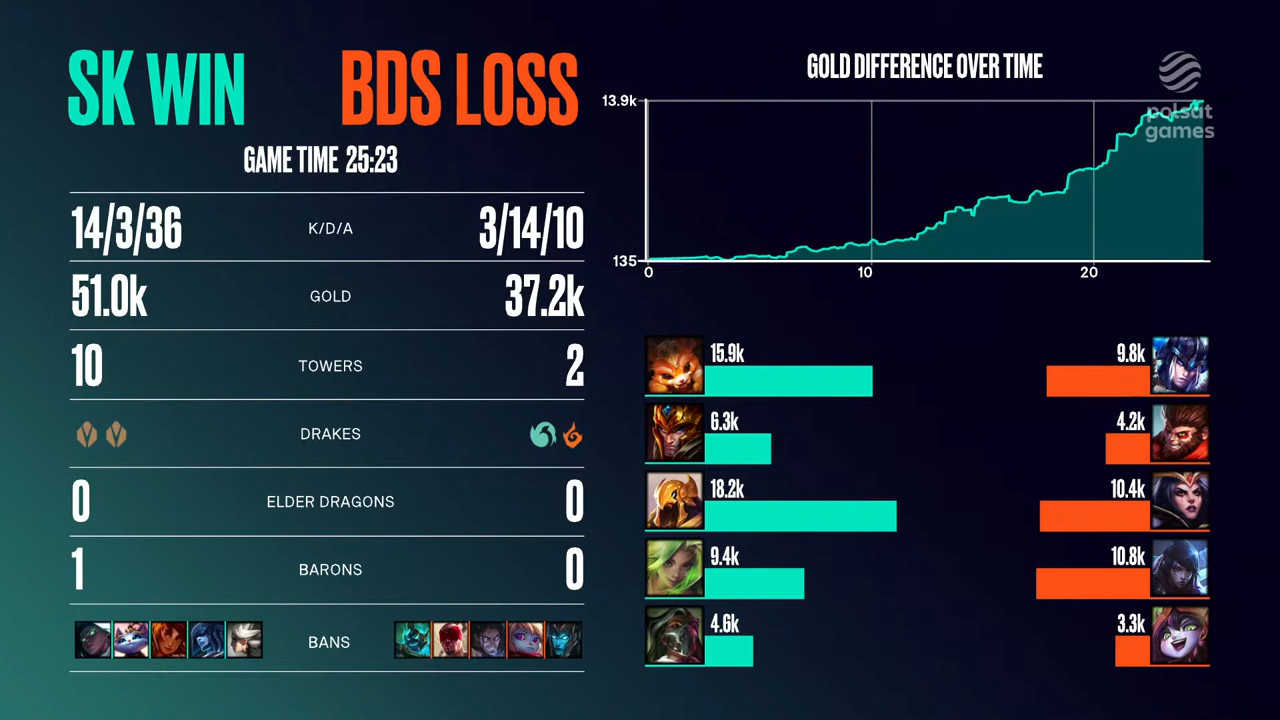 SK WIN
BDS LOSS
GAME TIME 25:23
14/3/36 K/D/A 3/14/10
51.0k GOLD 37.2k
10 TOWERS 2
DRAKES
0 ELDER DRAGONS 0
1 BARONS 0
BANS
GOLD DIFFERENCE OVER TIME
polsat
games
13.9k
135
0 10 20
15.9k 9.8k
6.3k 4.2k
18.2k 10.4k
9.4k 10.8k
4.6k 3.3k